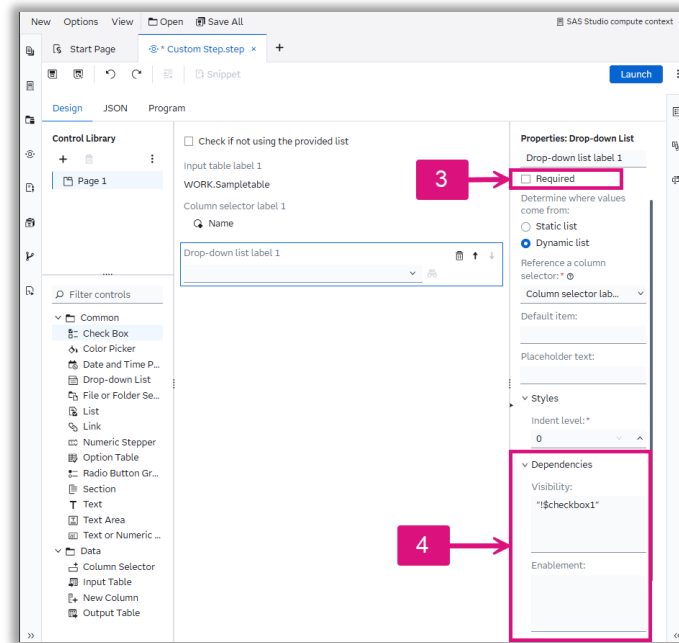 New Options View Open Save All SAS Studio compute context
Start Page * Custom Step.step × +
Snippet Launch
Design JSON Program
Control Library
+
Page 1
Filter controls
Common
Check Box
Color Picker
Date and Time P...
Drop-down List
File or Folder Se...
List
Link
Numeric Stepper
Option Table
Radio Button Gr...
Section
Text
Text Area
Text or Numeric ...
Data
Column Selector
Input Table
New Column
Output Table
Check if not using the provided list
Input table label 1
WORK.Sampletable
Column selector label 1
Name
Drop-down list label 1
3
4
Properties: Drop-down List
Drop-down list label 1
Required
Determine where values
come from:
Static list
Dynamic list
Reference a column
selector: *
Column selector lab...
Default item:
Placeholder text:
Styles
Indent level: *
0
Dependencies
Visibility:
"!$checkbox1"
Enablement: